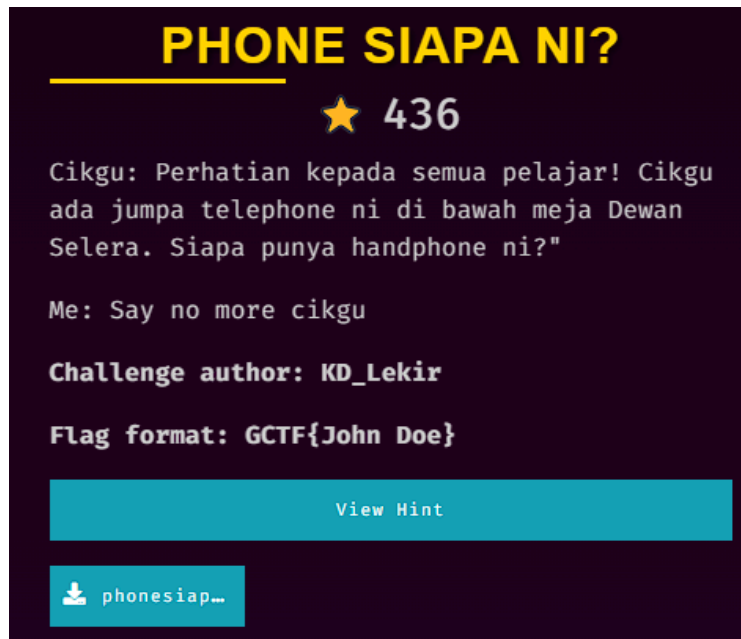 PHONE SIAPA NI?
436
Cikgu: Perhatian kepada semua pelajar! Cikgu
ada jumpa telephone ni di bawah meja Dewan
Selera. Siapa punya handphone ni?"
Me: Say no more cikgu
Challenge author: KD_Lekir
Flag format: GCTF{John Doe}
View Hint
phonesiap…